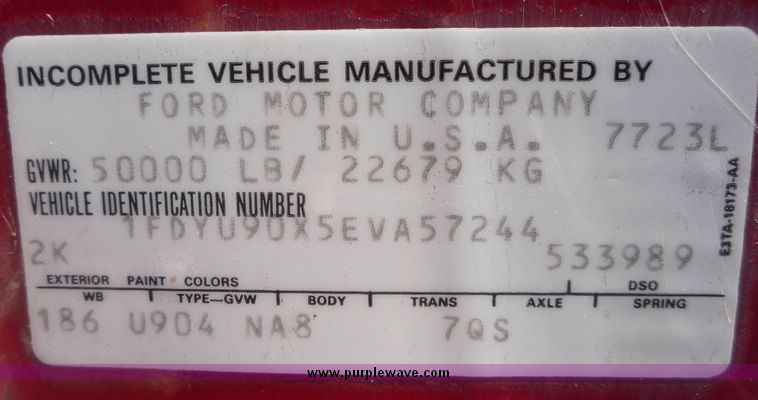 INCOMPLETE VEHICLE MANUFACTURED BY
FORD MOTOR COMPANY
MADE IN U.S.A. 7723L
GVWR: 50000 LB/ 22679 KG
VEHICLE IDENTIFICATION NUMBER
1FDYU90X5EVA57244
2K 533989
E3TA-18173-AA
EXTERIOR PAINT COLORS DSO
WB TYPE—GVW BODY TRANS AXLE SPRING
186 U904 NA8 7QS
www.purplewave.com